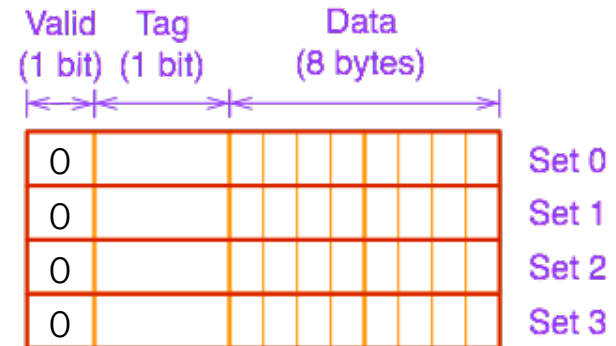 Valid Tag Data
(1 bit) (1 bit) (8 bytes)
0 Set 0
0 Set 1
0 Set 2
0 Set 3